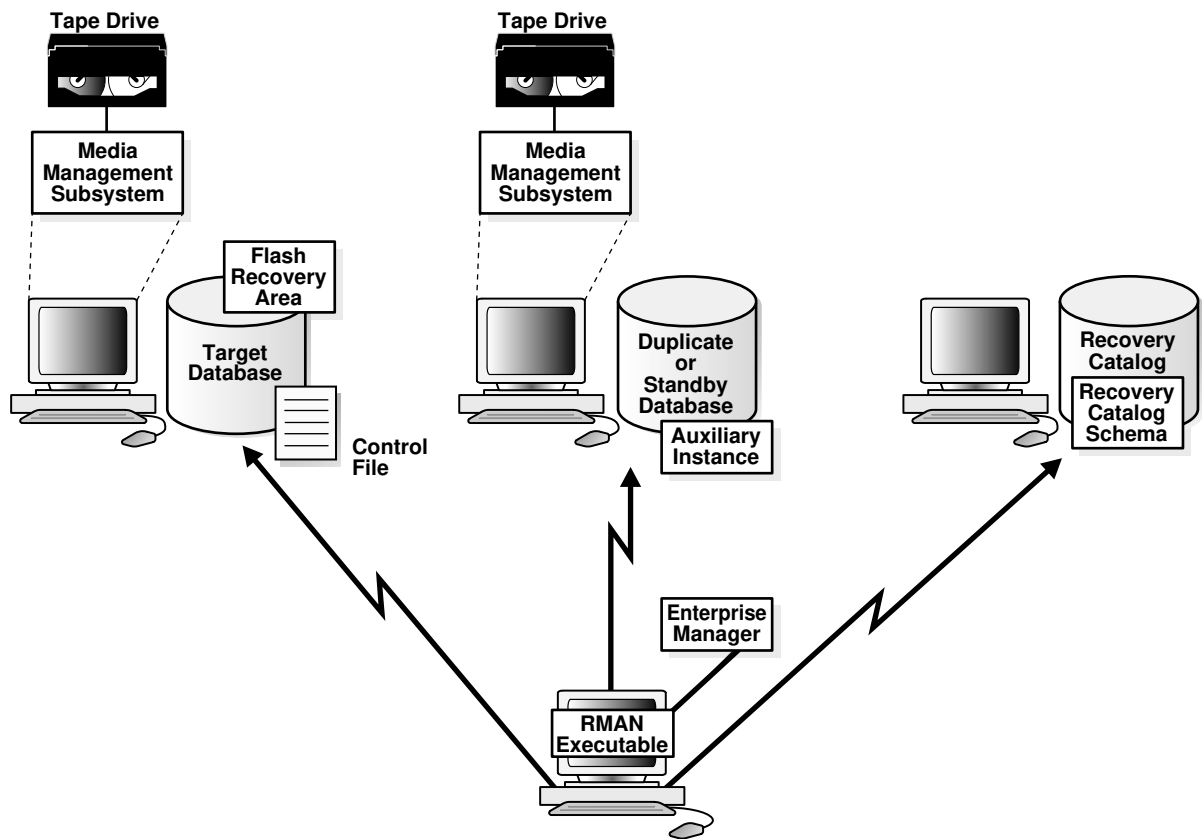 Tape Drive
Tape Drive
Media
Management
Subsystem
Media
Management
Subsystem
Flash
Recovery
Area
Target
Database
Control
File
Duplicate
or
Standby
Database
Auxiliary
Instance
Recovery
Catalog
Recovery
Catalog
Schema
Enterprise
Manager
RMAN
Executable